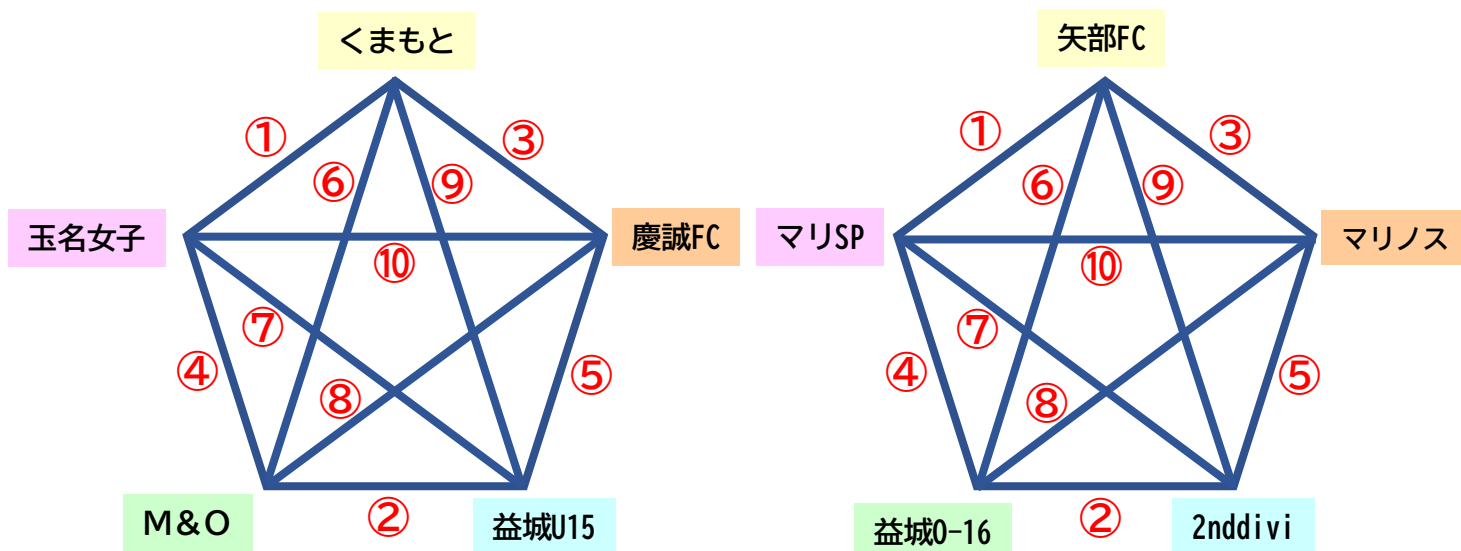 くまもと
①
③
⑥
⑨
玉名女子
慶誠FC
⑩
⑦
④
⑤
⑧
M&O
②
益城U15
矢部FC
①
③
⑥
⑨
マリSP
マリノス
⑩
⑦
④
⑤
⑧
益城O-16
②
2nddivi